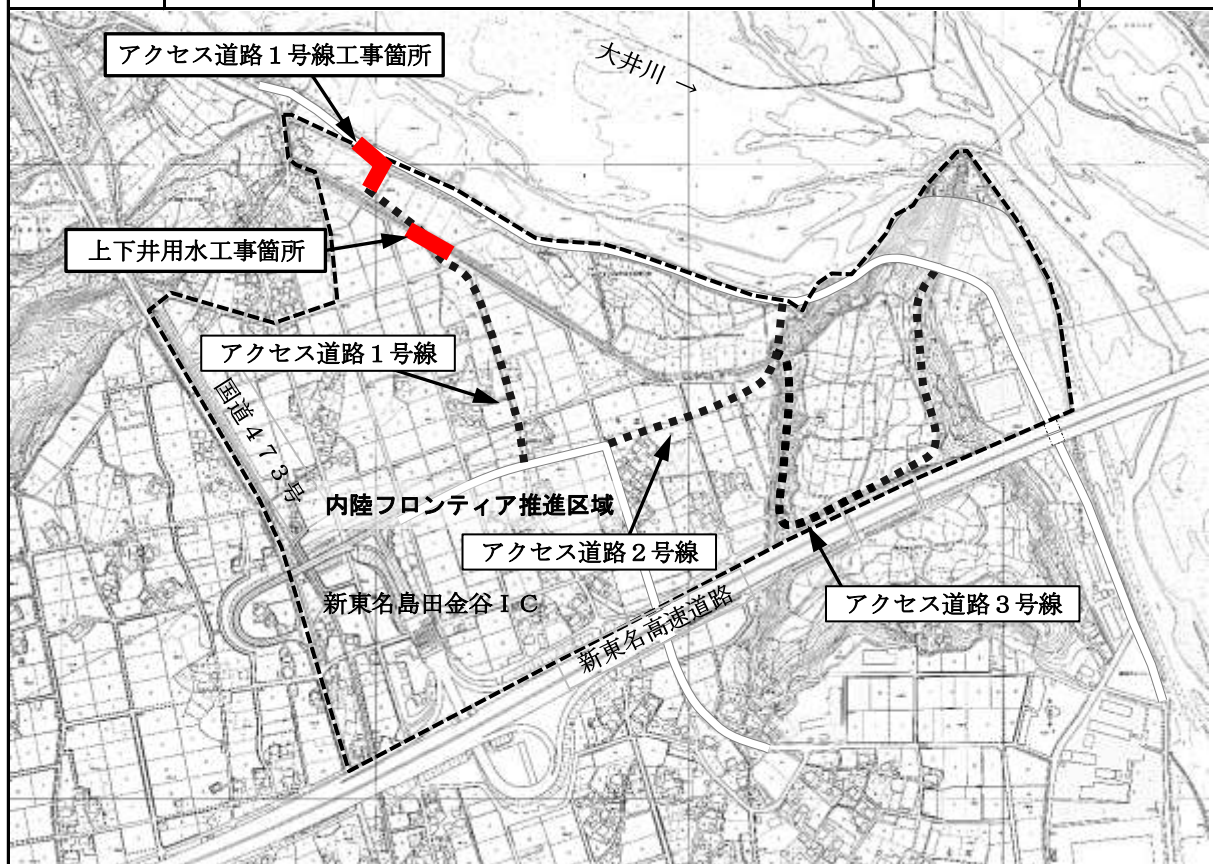 アクセス道路１号線工事箇所
大井川 →
上下井用水工事箇所
アクセス道路１号線
国道４７３号
内陸フロンティア推進区域
アクセス道路２号線
新東名島田金谷ＩＣ
アクセス道路３号線
新東名高速道路